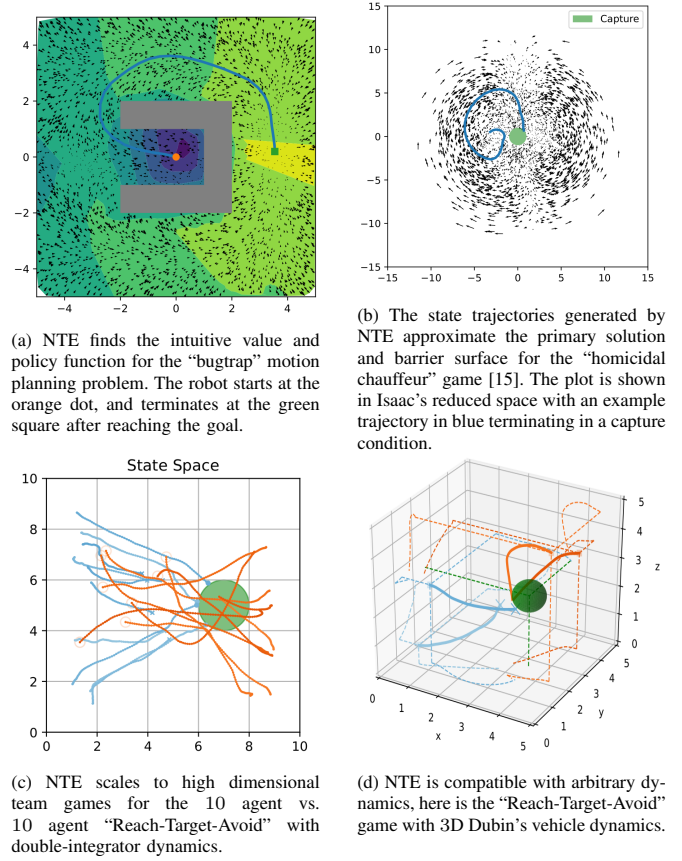 4
2
0
−2
−4
−4
−2
0
2
4
(a) NTE finds the intuitive value and
policy function for the “bugtrap” motion
planning problem. The robot starts at the
orange dot, and terminates at the green
square after reaching the goal.
15
10
5
0
−5
−10
−15
−15
−10
−5
0
5
10
15
Capture
(b) The state trajectories generated by
NTE approximate the primary solution
and barrier surface for the “homicidal
chauffeur” game [15]. The plot is shown
in Isaac’s reduced space with an example
trajectory in blue terminating in a capture
condition.
State Space
10
8
6
4
2
0
0
2
4
6
8
10
(c) NTE scales to high dimensional
team games for the 10 agent vs.
10 agent “Reach-Target-Avoid” with
double-integrator dynamics.
5
4
3
2
1
0
z
0
1
2
3
4
5
x
0
1
2
3
4
5
y
(d) NTE is compatible with arbitrary dy-
namics, here is the “Reach-Target-Avoid”
game with 3D Dubin’s vehicle dynamics.